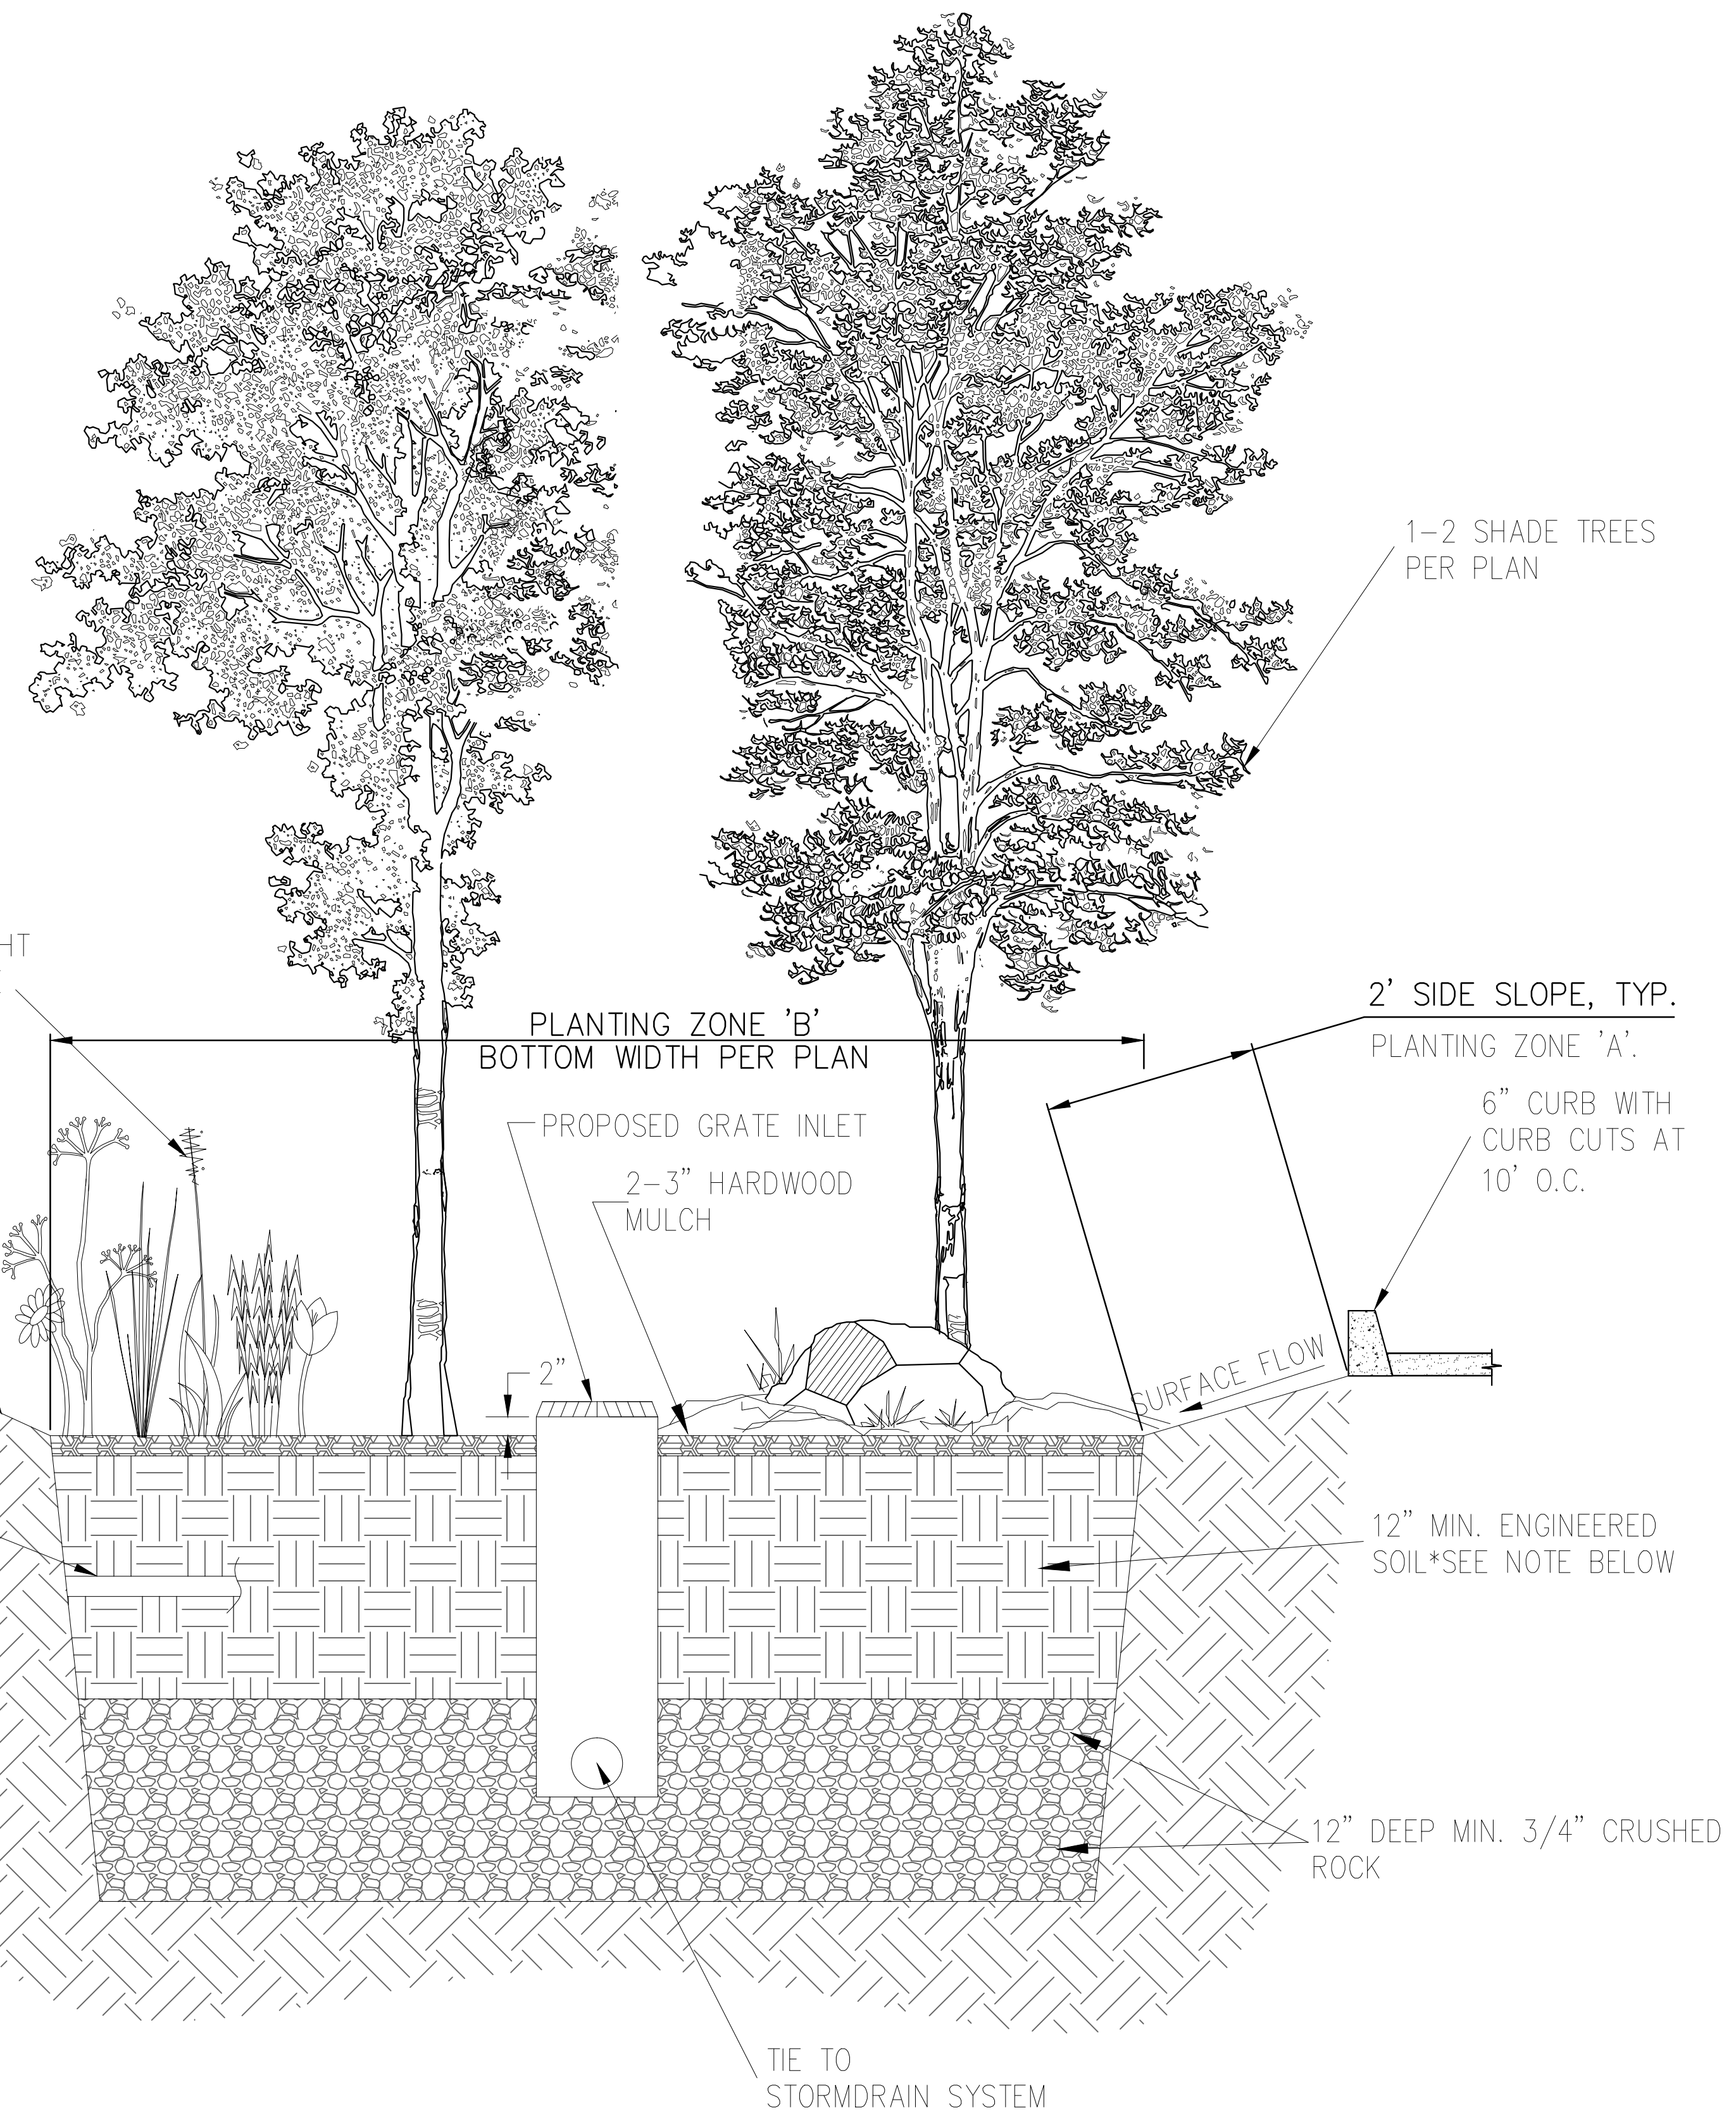 1-2 SHADE TREES
PER PLAN
HT
2' SIDE SLOPE, TYP.
PLANTING ZONE 'A'.
PLANTING ZONE 'B'
BOTTOM WIDTH PER PLAN
6" CURB WITH
CURB CUTS AT
10' O.C.
PROPOSED GRATE INLET
2-3" HARDWOOD
MULCH
2"
SURFACE FLOW
12" MIN. ENGINEERED
SOIL*SEE NOTE BELOW
12" DEEP MIN. 3/4" CRUSHED
ROCK
TIE TO
STORMDRAIN SYSTEM